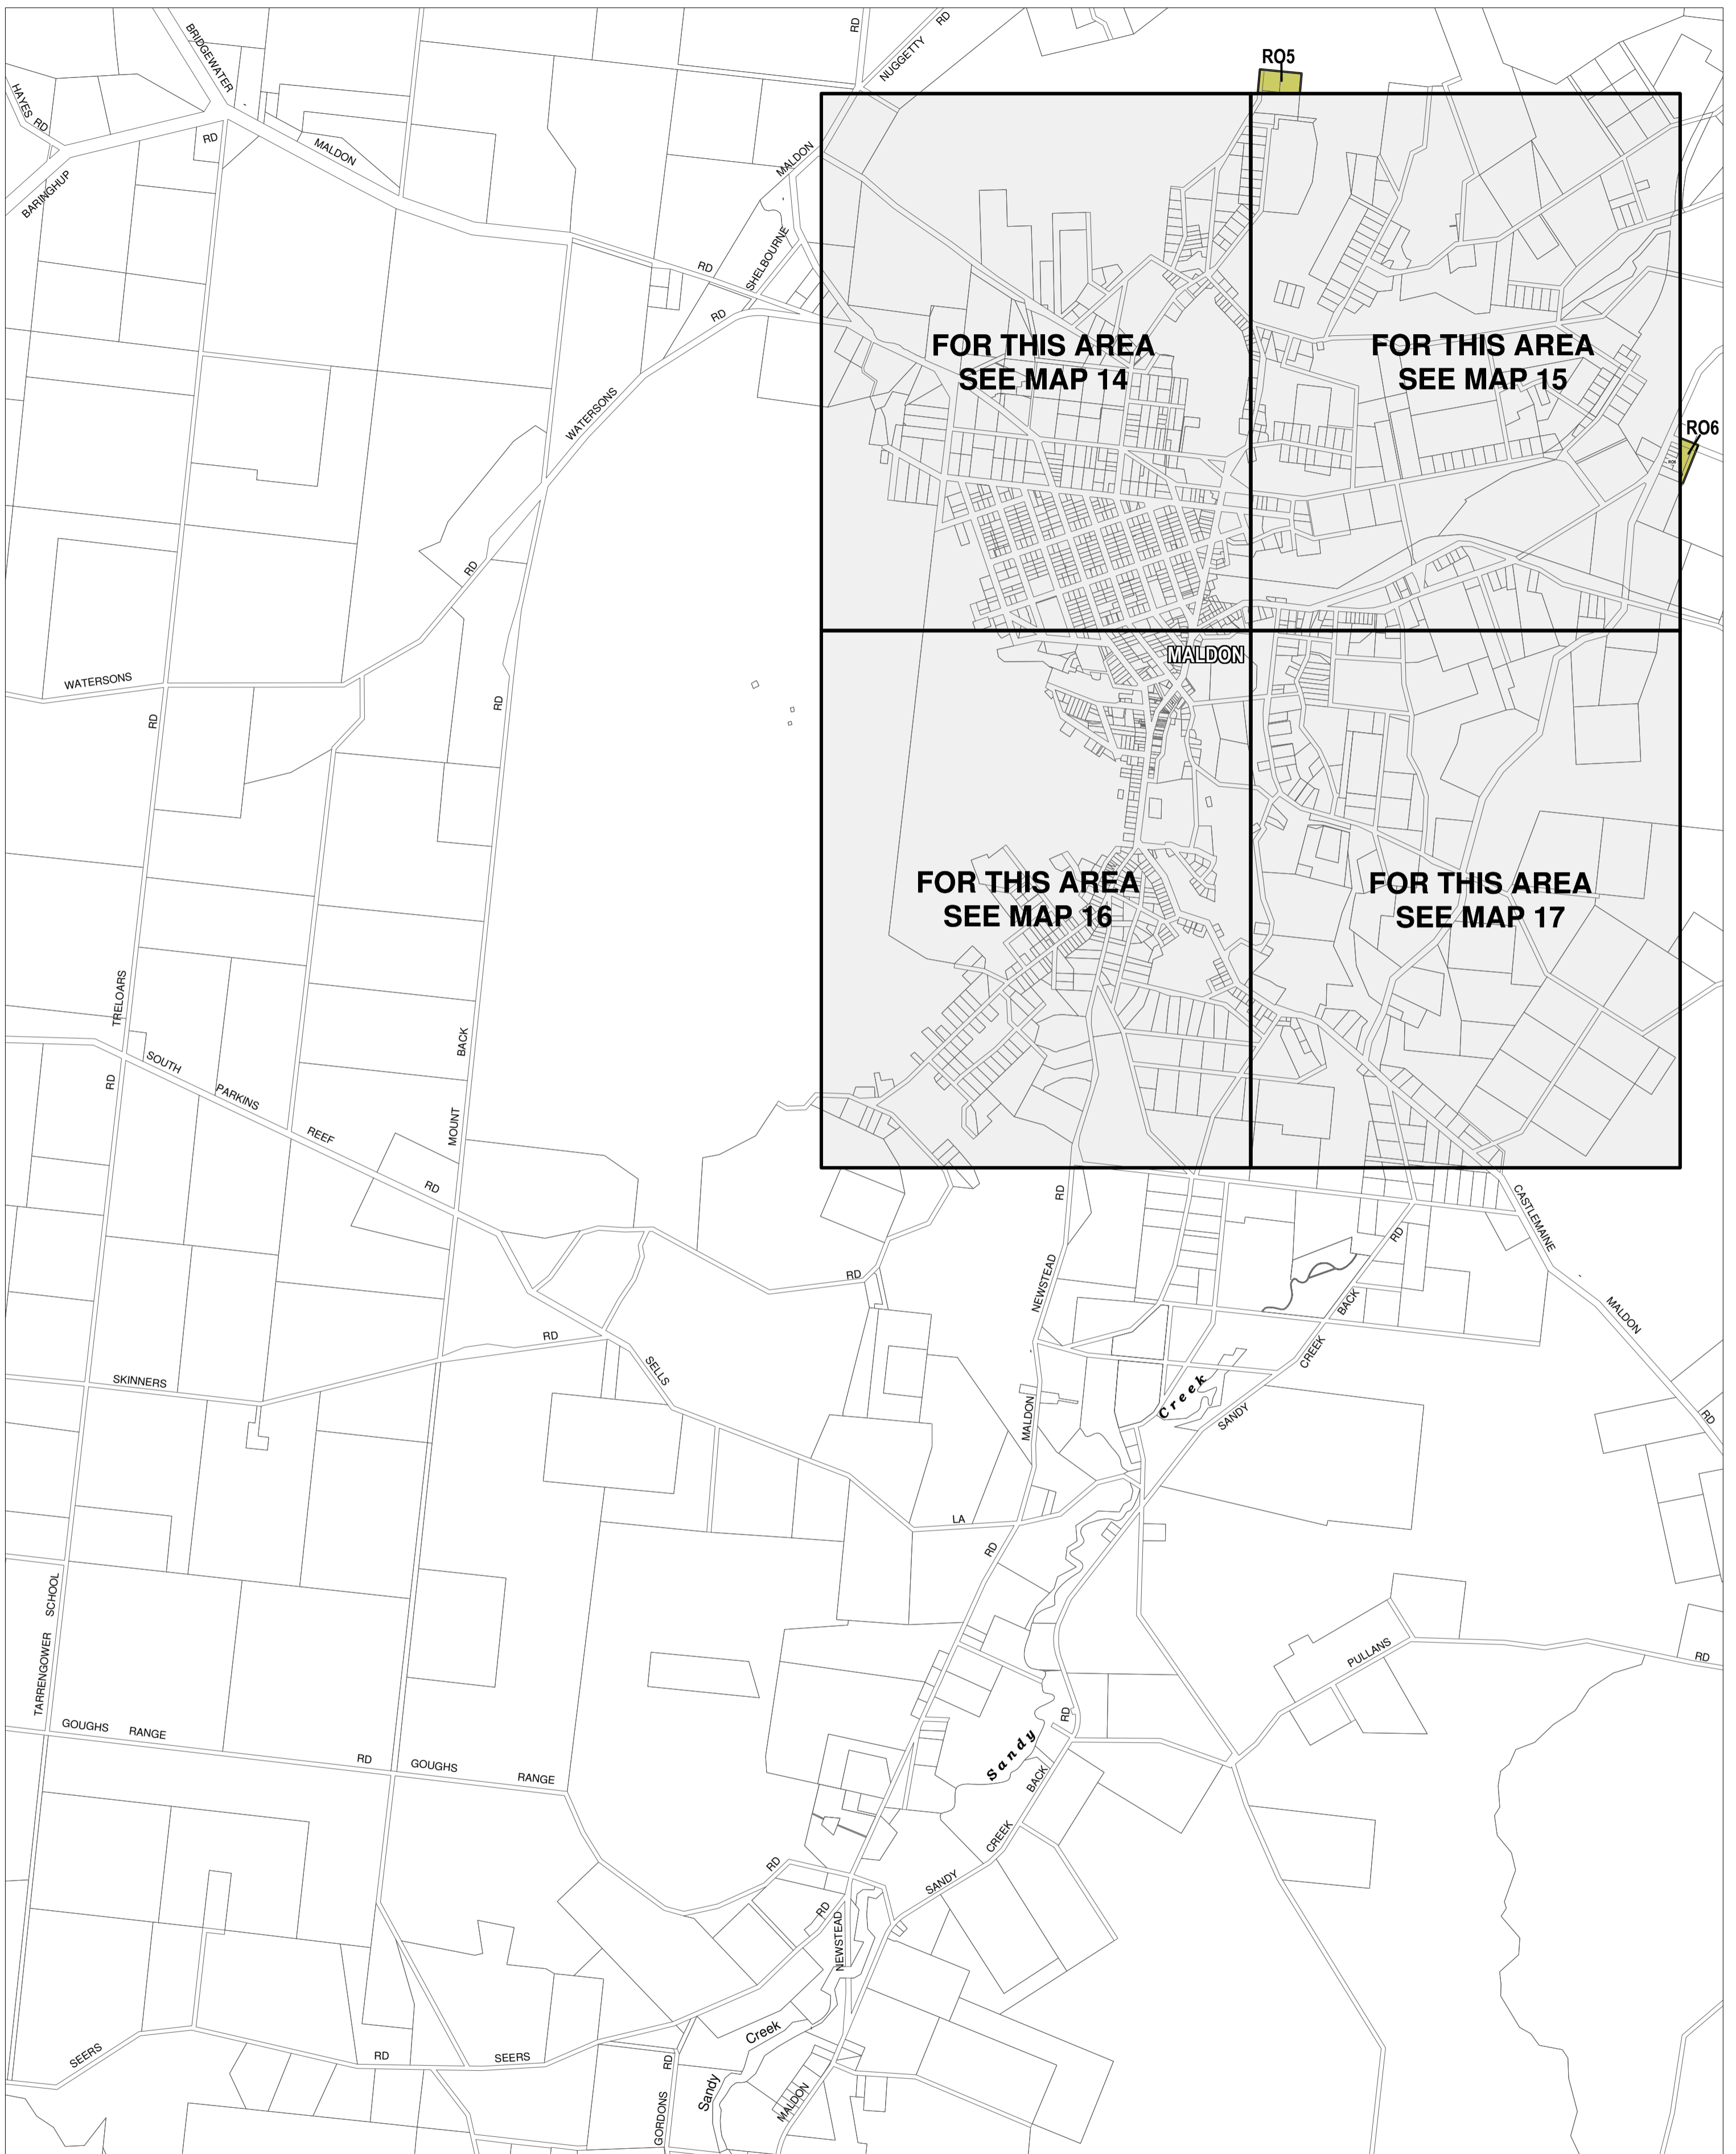 BRIDGEWATER
RD
NUGGETTY
RD
RO5
HAYES RD
RD
MALDON
MALDON
BARINGHUP
SHELBOURNE
RD
RD
FOR THIS AREA
SEE MAP 14
FOR THIS AREA
SEE MAP 15
RO6
WATERSONS
RD
MALDON
WATERSONS
RD
RD
FOR THIS AREA
SEE MAP 16
FOR THIS AREA
SEE MAP 17
TRELOARS
BACK
SOUTH
PARKINS
REEF
RD
RD
MOUNT
RD
CASTLEMAINE
RD
NEWSTEAD
RD
BACK
MALDON
RD
RD
CREEK
SANDY
SKINNERS
SELLS
Creek
MALDON
RD
LA
RD
SCHOOL
TARRENGOWER
PULLANS
RD
GOUGHS RANGE
RD
GOUGHS
RANGE
RD
Sandy
BACK
CREEK
SANDY
RD
RD
NEWSTEAD
Creek
SEERS
RD
SEERS
RD
Sandy
MALDON
GORDONS